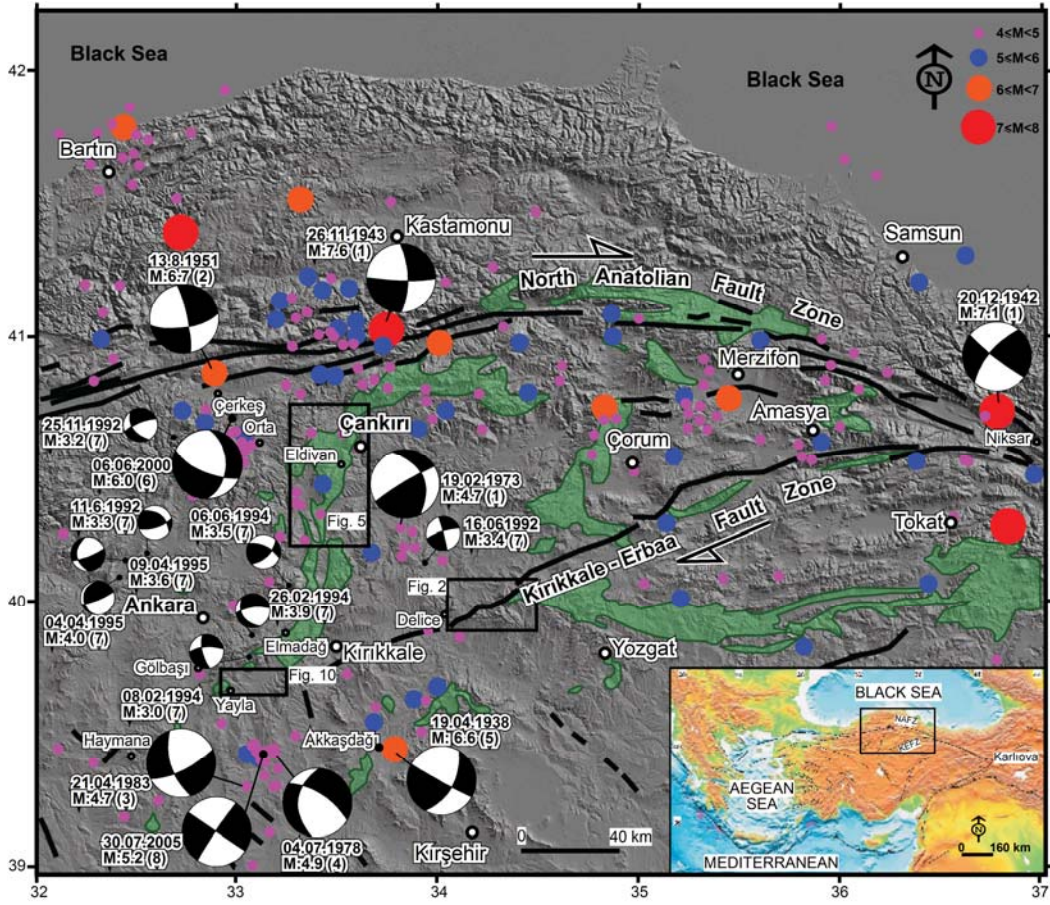 Black Sea
Black Sea
4≤M<5
5≤M<6
6≤M<7
7≤M<8
N
42
41
40
39
32
33
34
35
36
37
Bartın
Kastamonu
Samsun
26.11.1943
M:7.6 (1)
13.8.1951
M:6.7 (2)
20.12.1942
M:7.1 (1)
North Anatolian Fault Zone
Merzifon
Amasya
Niksar
Çerkeş
Orta
Çankırı
Eldivan
Çorum
Tokat
25.11.1992
M:3.2 (7)
06.06.2000
M:6.0 (6)
19.02.1973
M:4.7 (1)
11.6.1992
M:3.3 (7)
06.06.1994
M:3.5 (7)
16.061992
M:3.4 (7)
Fig. 5
Kırıkkale - Erbaa Fault Zone
09.04.1995
M:3.6 (7)
Fig. 2
Delice
26.02.1994
M:3.9 (7)
Ankara
04.04.1995
M:4.0 (7)
Elmadağ
Kırıkkale
Yozgat
Gölbaşı
Fig. 10
Yayla
08.02.1994
M:3.0 (7)
Haymana
Akkaşdağı
19.04.1938
M:6.6 (5)
21.04.1983
M:4.7 (3)
30.07.2005
M:5.2 (8)
04.07.1978
M:4.9 (4)
Kırşehir
0 40 km
BLACK SEA
NAFZ
KEFZ
Karlıova
AEGEAN
SEA
MEDITERRANEAN
N
0 160 km